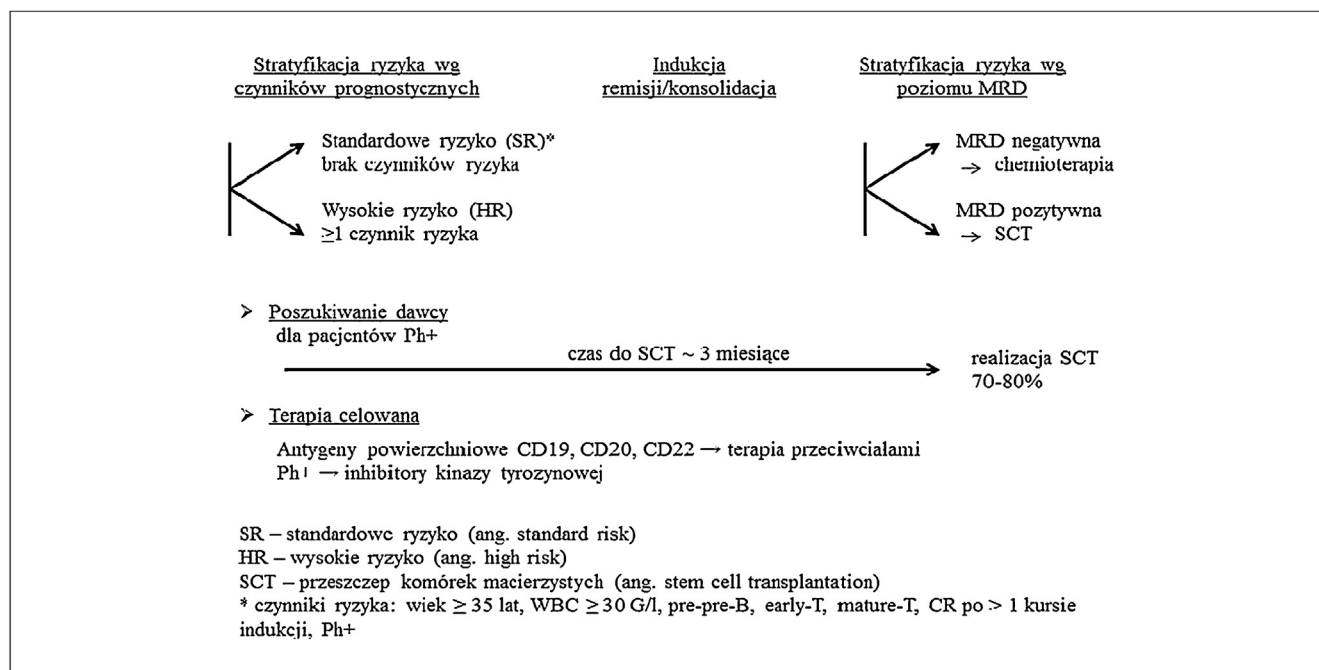 Stratyfikacja ryzyka wg
czynników prognostycznych
Indukcja
remisji/konsolidacja
Stratyfikacja ryzyka wg
poziomu MRD
Standardowe ryzyko (SR)*
brak czynników ryzyka
Wysokie ryzyko (HR)
≥1 czynnik ryzyka
MRD negatywna
→ chemioterapia
MRD pozytywna
→ SCT
➢ Poszukiwanie dawcy
dla pacjentów Ph+
czas do SCT ~ 3 miesiące
realizacja SCT
70-80%
➢ Terapia celowana
Antygeny powierzchniowe CD19, CD20, CD22 → terapia przeciwciałami
Ph+ → inhibitory kinazy tyrozynowej
SR – standardowe ryzyko (ang. standard risk)
HR – wysokie ryzyko (ang. high risk)
SCT – przeszczep komórek macierzystych (ang. stem cell transplantation)
* czynniki ryzyka: wiek ≥ 35 lat, WBC ≥ 30 G/l, pre-pre-B, early-T, mature-T, CR po > 1 kursie
indukcji, Ph+